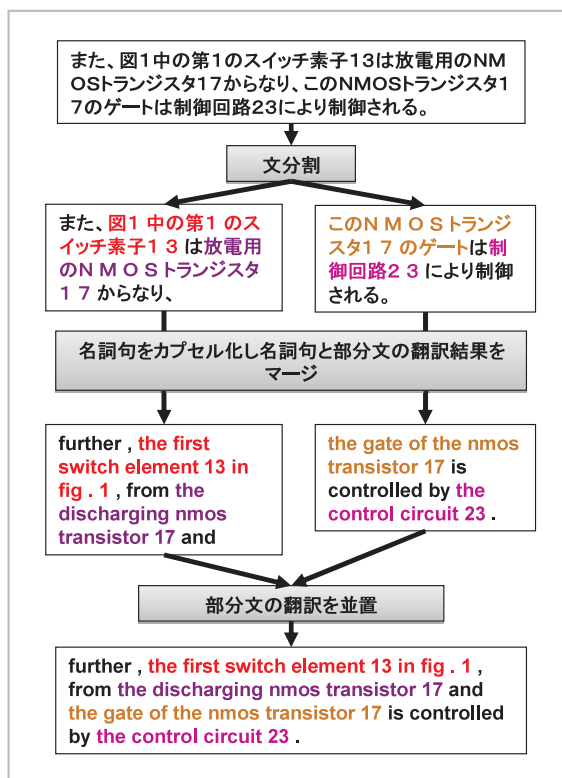 また、図1中の第1のスイッチ素子13は放電用のNM
OSトランジスタ17からなり、このNMOSトランジスタ1
7のゲートは制御回路23により制御される。
文分割
また、図1中の第1のス
イッチ素子13は放電用
のNMOSトランジスタ
17からなり、
このNMOSトランジ
スタ17のゲートは制
御回路23により制御
される。
名詞句をカプセル化し名詞句と部分文の翻訳結果を
マージ
further , the first
switch element 13 in
fig . 1 , from the
discharging nmos
transistor 17 and
the gate of the nmos
transistor 17 is
controlled by the
control circuit 23 .
部分文の翻訳を並置
further , the first switch element 13 in fig . 1 ,
from the discharging nmos transistor 17 and
the gate of the nmos transistor 17 is controlled
by the control circuit 23 .